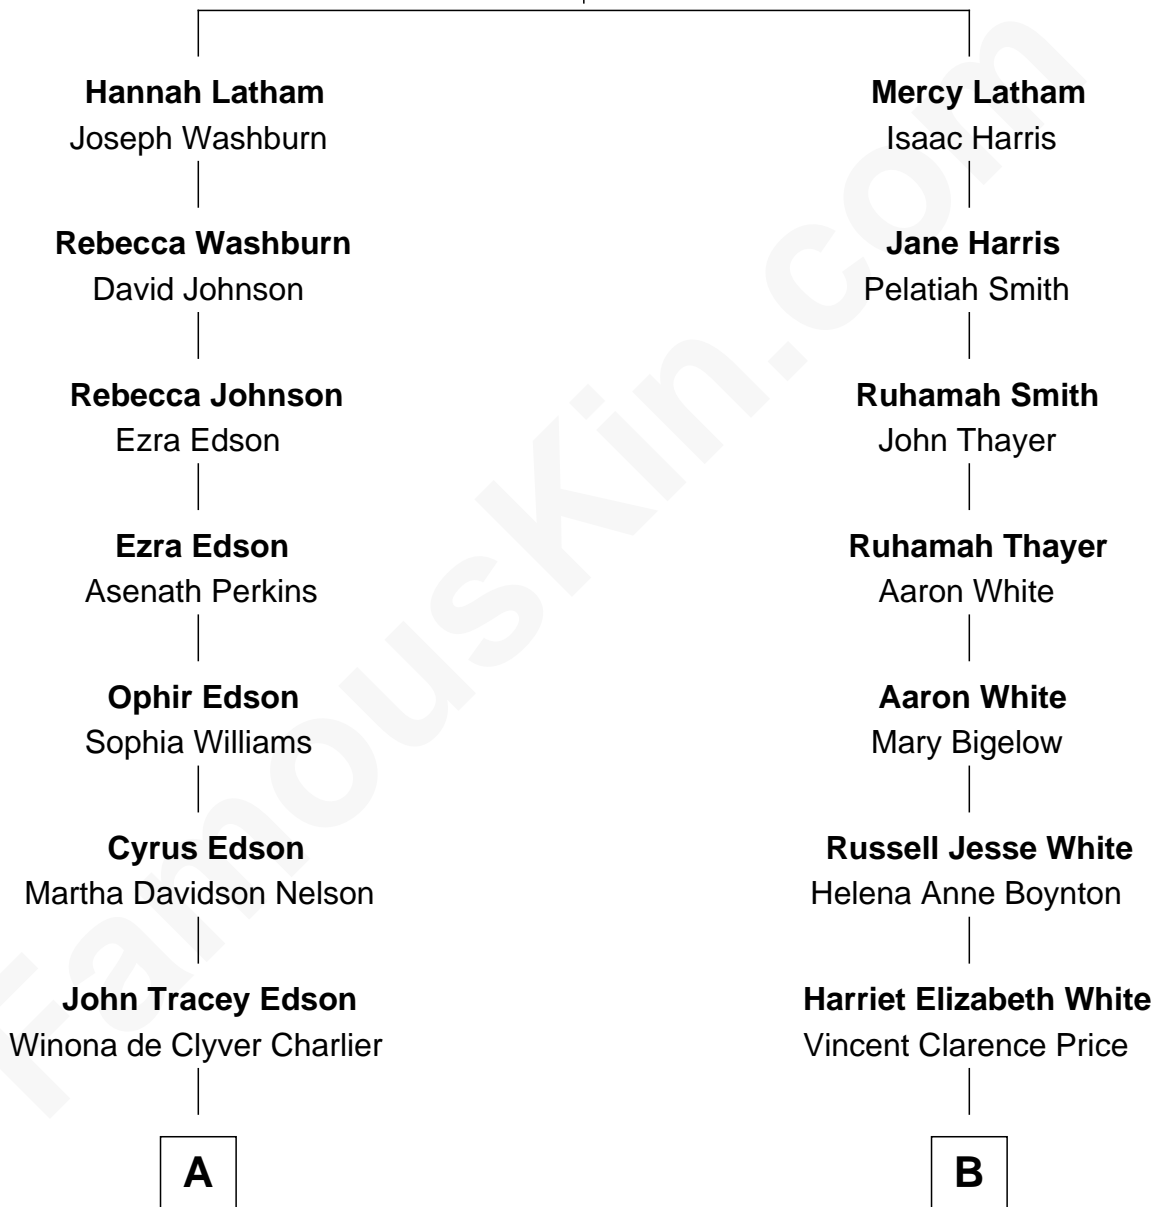 Hannah Latham
Joseph Washburn
Rebecca Washburn
David Johnson
Rebecca Johnson
Ezra Edson
Ezra Edson
Asenath Perkins
Ophir Edson
Sophia Williams
Cyrus Edson
Martha Davidson Nelson
John Tracey Edson
Winona de Clyver Charlier
A
Mercy Latham
Isaac Harris
Jane Harris
Pelatiah Smith
Ruhamah Smith
John Thayer
Ruhamah Thayer
Aaron White
Aaron White
Mary Bigelow
Russell Jesse White
Helena Anne Boynton
Harriet Elizabeth White
Vincent Clarence Price
B
FamousKin.com